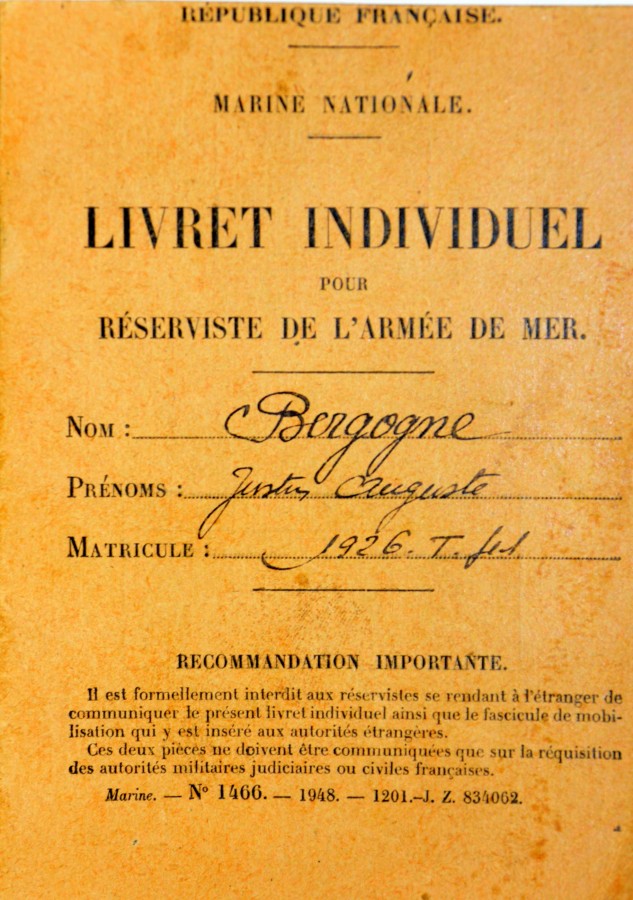 RÉPUBLIQUE FRANÇAISE.
MARINE NATIONALE.
LIVRET INDIVIDUEL
POUR
RÉSERVISTE DE L'ARMÉE DE MER.
NOM : Bergogne
PRÉNOMS : Justin Auguste
MATRICULE : 1926. T.
RECOMMANDATION IMPORTANTE.
Il est formellement interdit aux réservistes se rendant à l'étranger de
communiquer le présent livret individuel ainsi que le fascicule de mobi-
lisation qui y est inséré aux autorités étrangères.
Ces deux pièces ne doivent être communiquées que sur la réquisition
des autorités militaires judiciaires ou civiles françaises.
Marine. — N° 1466. — 1948. — 1201.-J. Z. 834062.